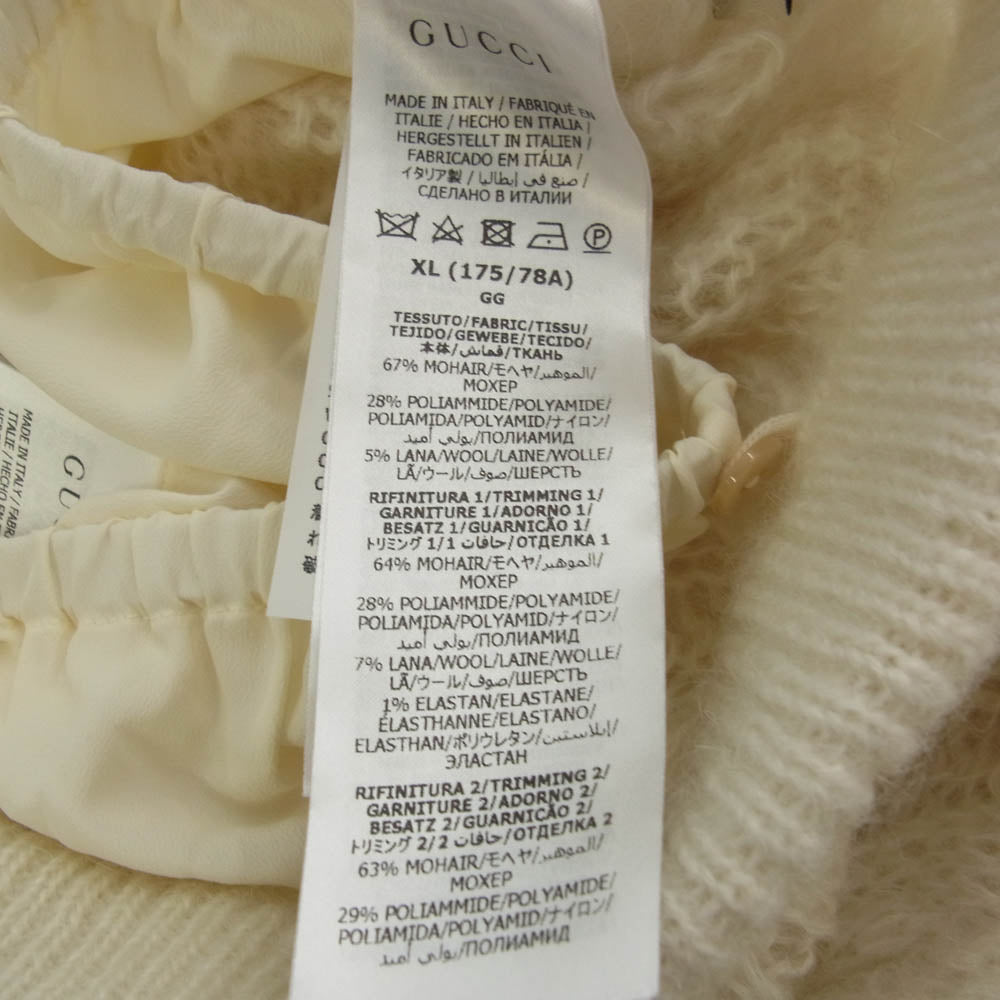 GUCCI
MADE IN ITALY / FABRIQUÉ EN
ITALIE / HECHO EN ITALIA /
HERGESTELLT IN ITALIEN /
FABRICADO EM ITÁLIA /
イタリア製 / صنع في إيطاليا /
СДЕЛАНО В ИТАЛИИ
P
XL (175/78A)
GG
TESSUTO/FABRIC/TISSU/
TEJIDO/GEWEBE/TECIDO/
本体/قماش/ТКАНЬ
67% MOHAIR/モヘヤ/الموهير/
МОХЕР
28% POLIAMMIDE/POLYAMIDE/
POLIAMIDA/POLYAMID/ナイロン/
بولي أميد/ПОЛИАМИД
5% LANA/WOOL/LAINE/WOLLE/
LÃ/ウール/صوف/ШЕРСТЬ
RIFINITURA 1/TRIMMING 1/
GARNITURE 1/ADORNO 1/
BESATZ 1/GUARNICÃO 1/
トリミング 1/1 حافات/ОТДЕЛКА 1
64% MOHAIR/モヘヤ/الموهير/
МОХЕР
28% POLIAMMIDE/POLYAMIDE/
POLIAMIDA/POLYAMID/ナイロン/
بولي أميد/ПОЛИАМИД
7% LANA/WOOL/LAINE/WOLLE/
LÃ/ウール/صوف/ШЕРСТЬ
1% ELASTAN/ELASTANE/
ÉLASTHANNE/ELASTANO/
ELASTHAN/ポリウレタン/إيلاستين/
ЭЛАСТАН
RIFINITURA 2/TRIMMING 2/
GARNITURE 2/ADORNO 2/
BESATZ 2/GUARNICÃO 2/
トリミング 2/2 حافات/ОТДЕЛКА 2
63% MOHAIR/モヘヤ/الموهير/
МОХЕР
29% POLIAMMIDE/POLYAMIDE/
POLIAMIDA/POLYAMID/ナイロン/
بولي أميد/ПОЛИАМИД
GU
MADE IN ITALY / FABR
ITALIE / HECHO EN